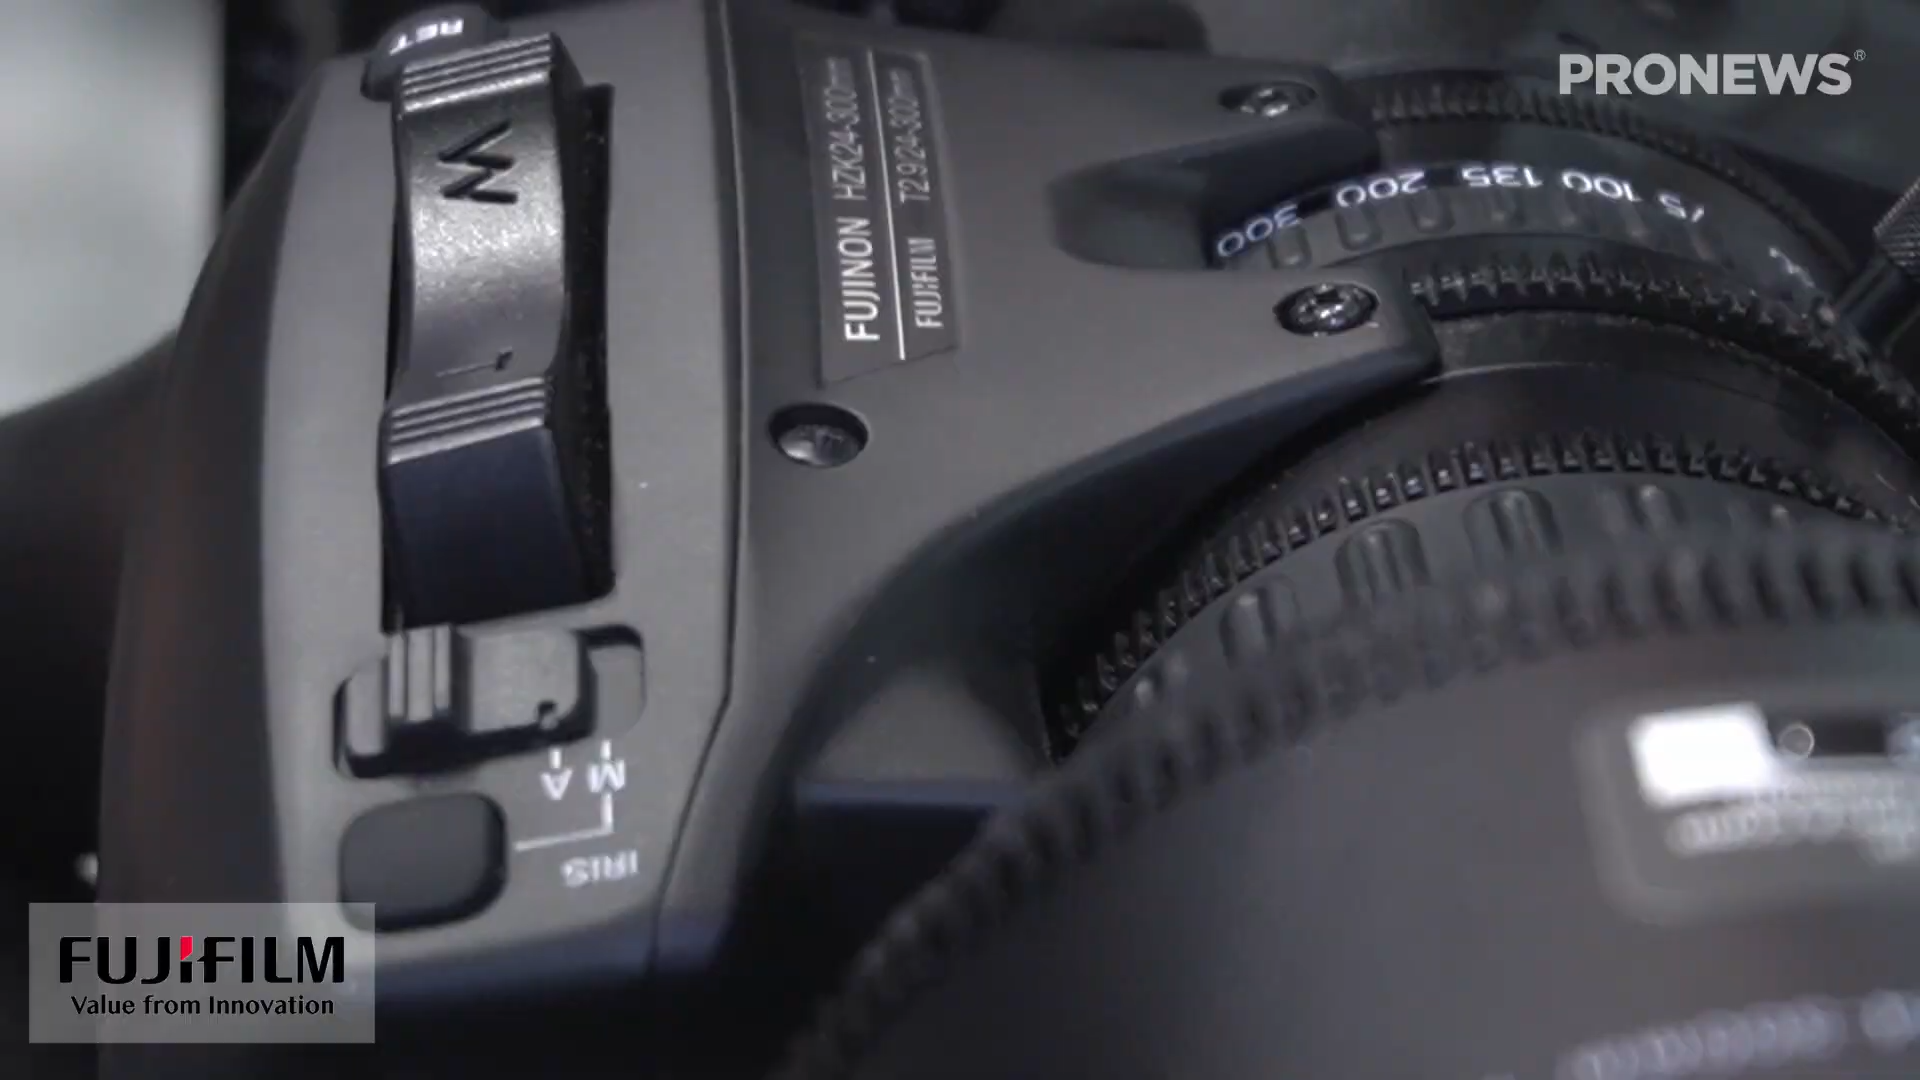 PRONEWS®
RET
W
T
FUJINON HZK24-300mm
FUJIFILM T2.9 24-300mm
300 200 135 100 75
A M
IRIS
FUJIFILM
Value from Innovation